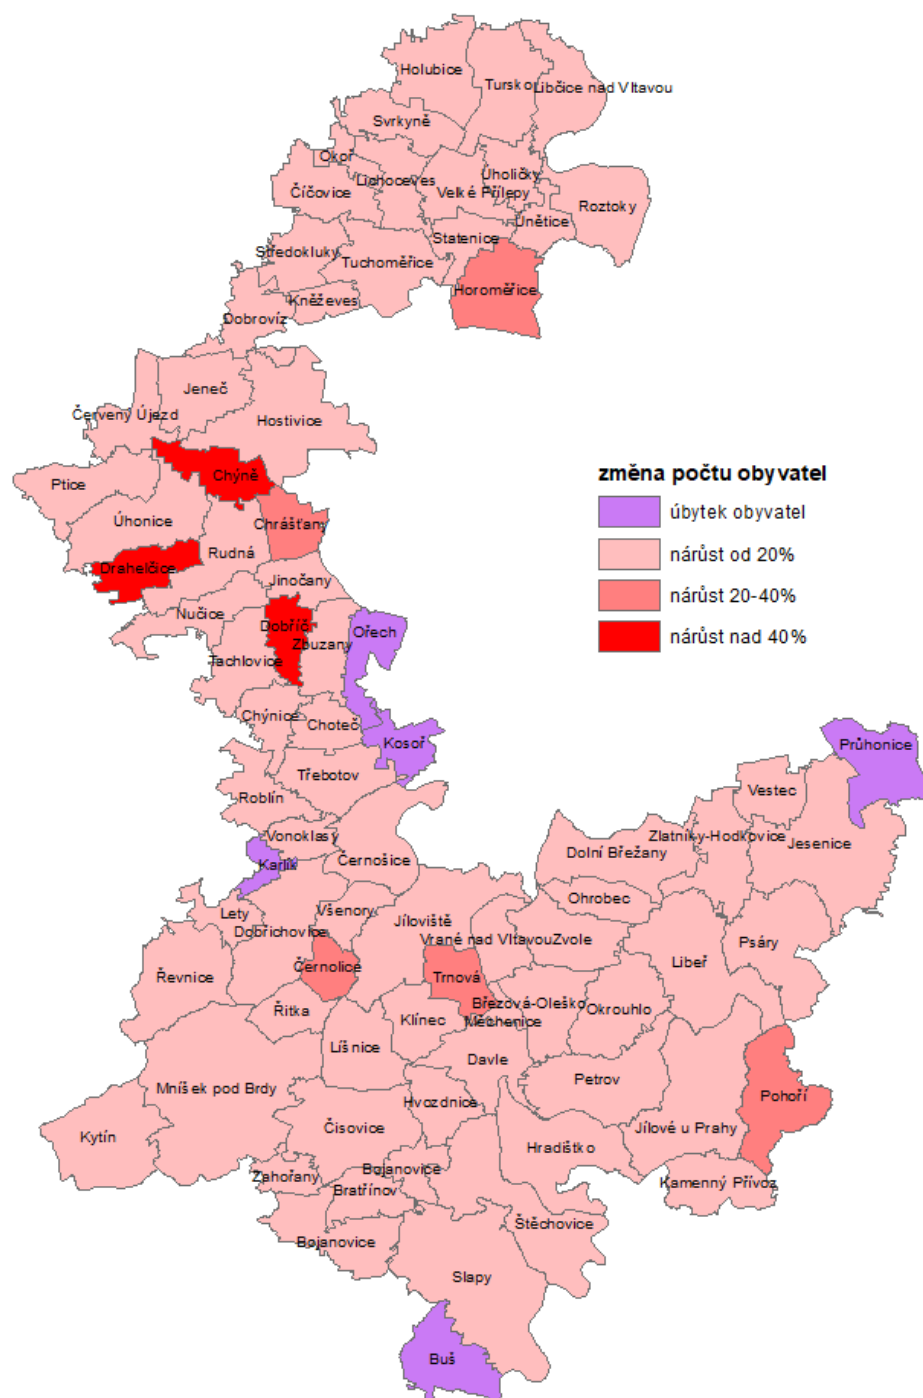 Holubice
Tursko
Libčice nad Vltavou
Svrkyně
Okoř
Lichoceves
Úholičky
Číčovice
Velké Přílepy
Roztoky
Únětice
Statenice
Středokluky
Tuchoměřice
Horoměřice
Kněževes
Dobrovíz
Jeneč
Červený Újezd
Hostivice
změna počtu obyvatel
Chýně
Ptice
úbytek obyvatel
Úhonice
Chrášťany
Rudná
nárůst od 20%
Drahelčice
Jinočany
nárůst 20-40%
Nučice
Dobříč
Ořech
nárůst nad 40%
Zbuzany
Tachlovice
Chýnice
Choteč
Kosoř
Průhonice
Třebotov
Vestec
Roblín
Vonoklasy
Zlatníky-Hodkovice
Jesenice
Karlík
Černošice
Dolní Břežany
Ohrobec
Lety
Všenory
Dobřichovice
Jíloviště
Vrané nad Vltavou
Zvole
Psáry
Libeř
Řevnice
Černolice
Trnová
Březová-Oleško
Okrouhlo
Řitka
Klínec
Měchenice
Líšnice
Davle
Mníšek pod Brdy
Petrov
Pohoří
Hvozdnice
Kytín
Čisovice
Jílové u Prahy
Hradištko
Zahořany
Bojanovice
Kamenný Přívoz
Bratřínov
Štěchovice
Bojanovice
Slapy
Buš